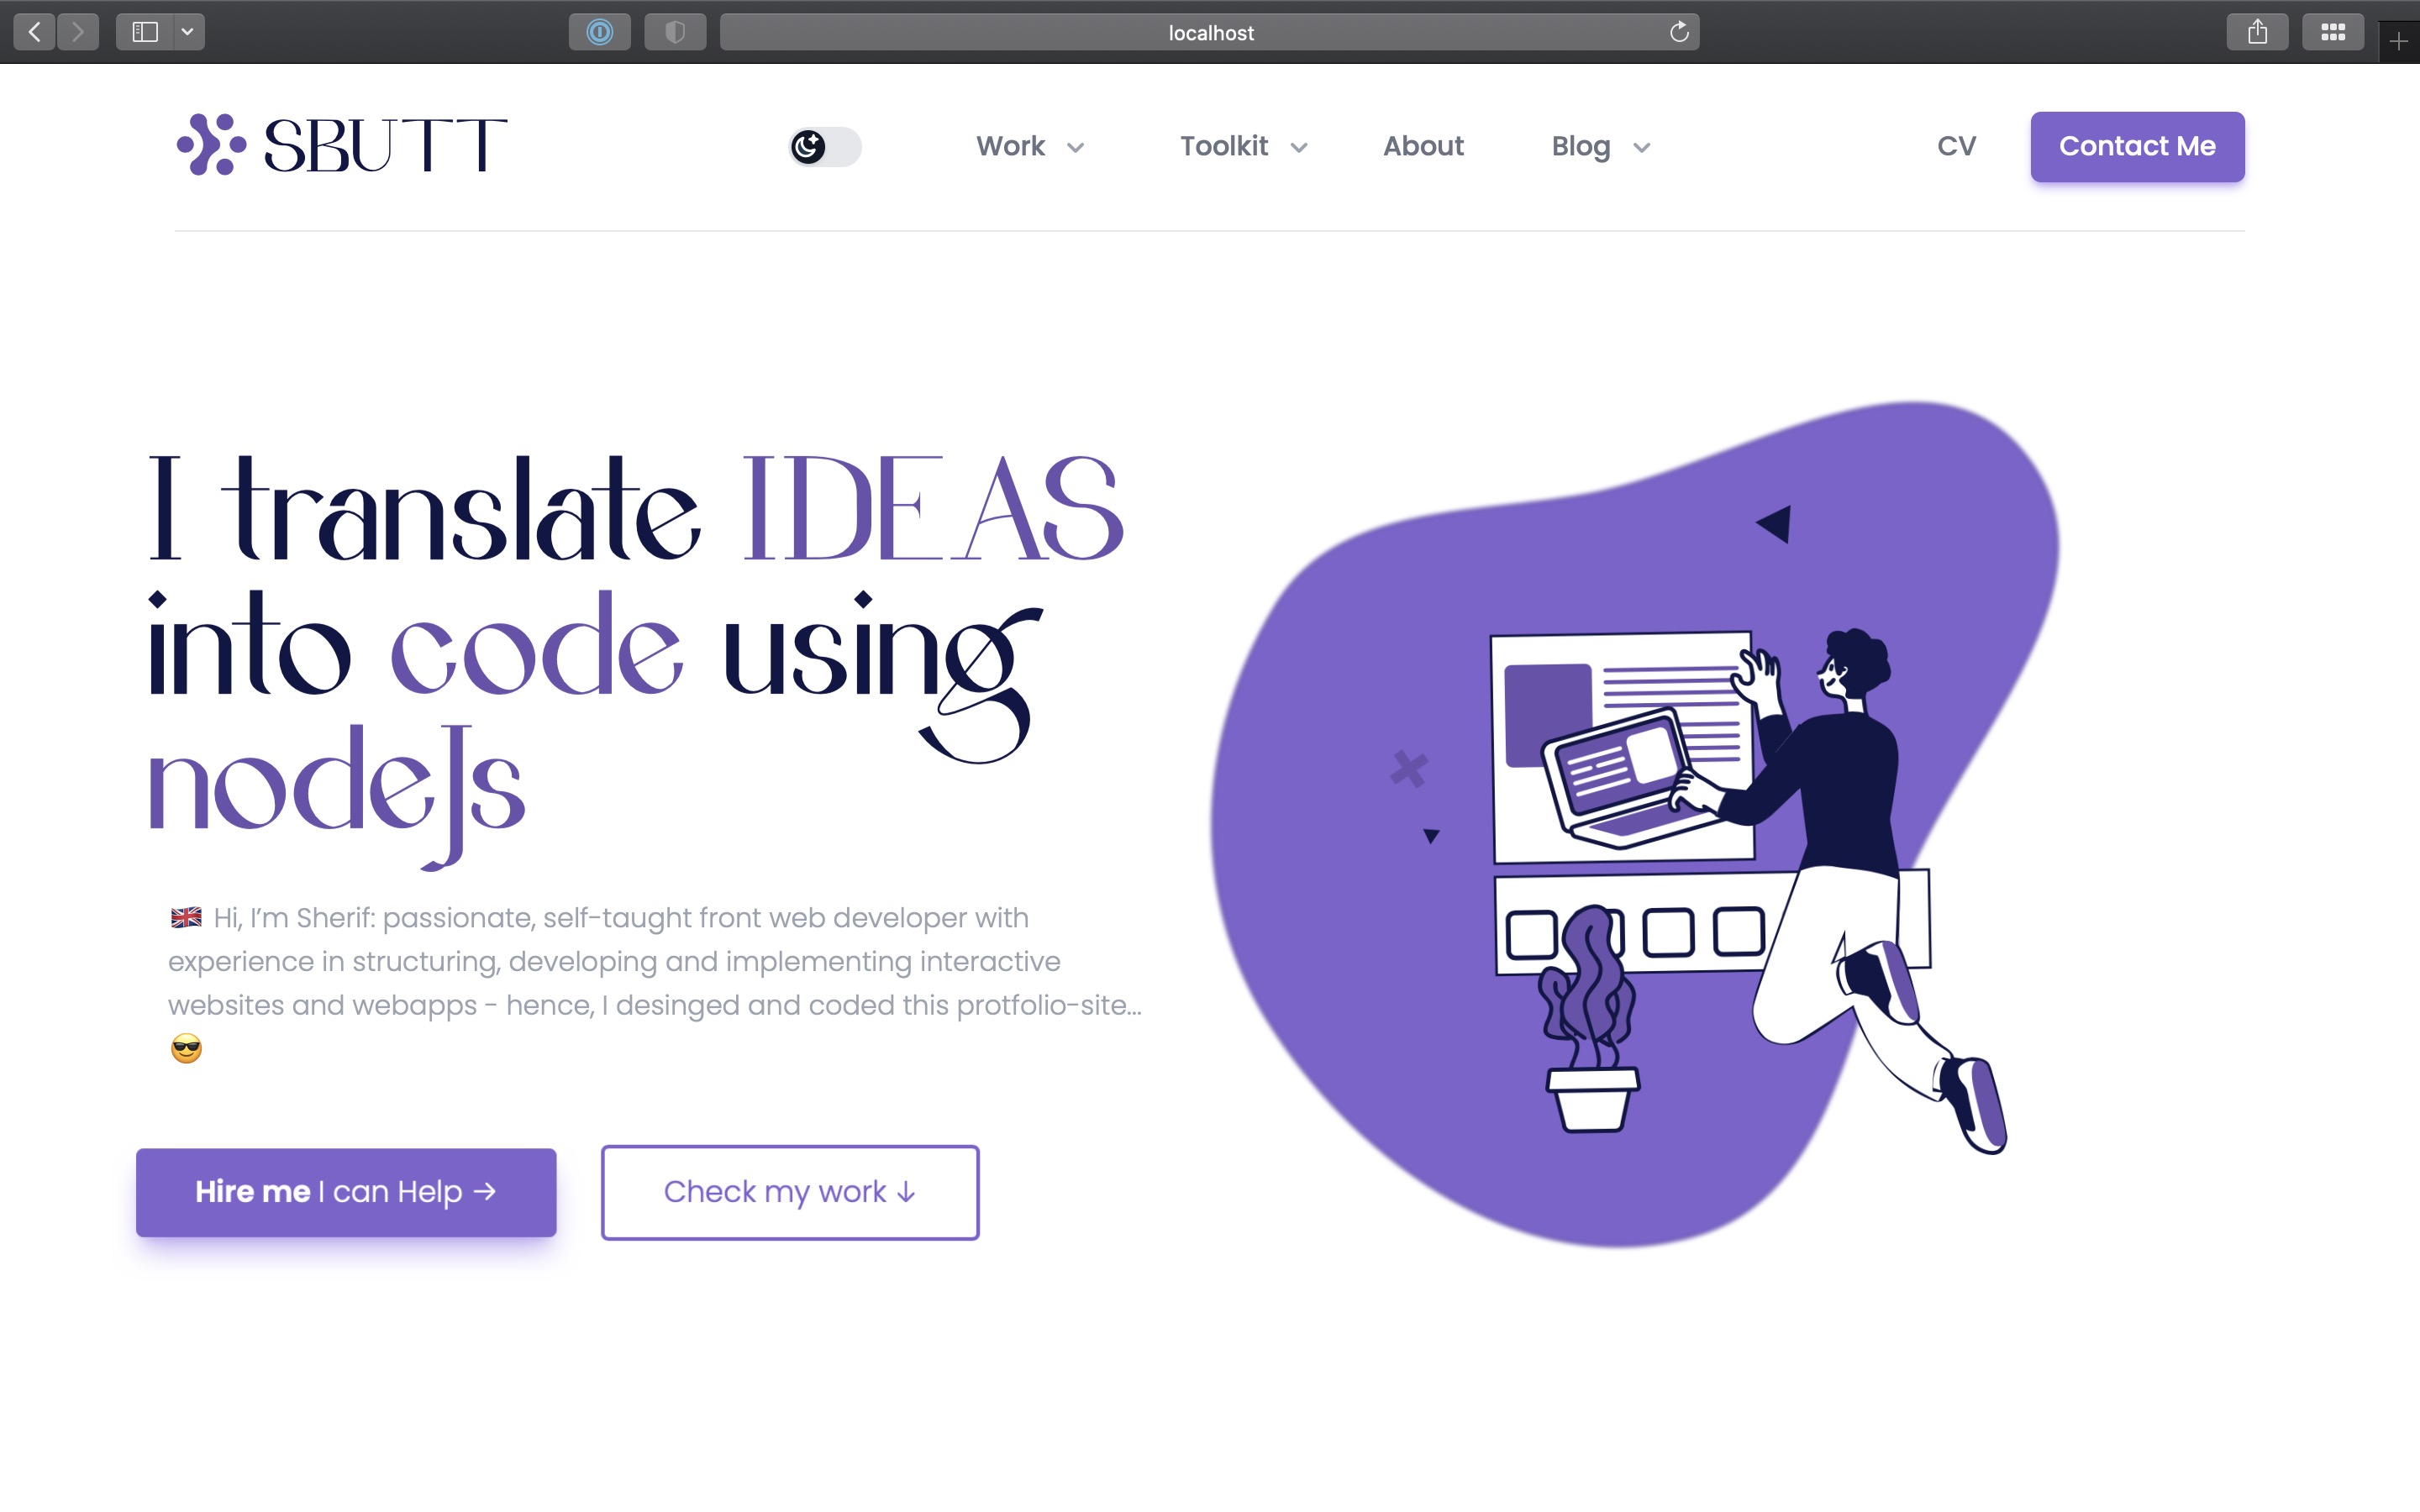 localhost
SBUTT
Work
Toolkit
About
Blog
CV
Contact Me
I translate IDEAS
into code using
nodeJs
🇬🇧 Hi, I’m Sherif: passionate, self-taught front web developer with
experience in structuring, developing and implementing interactive
websites and webapps - hence, I desinged and coded this protfolio-site...
😎
Hire me I can Help →
Check my work ↓